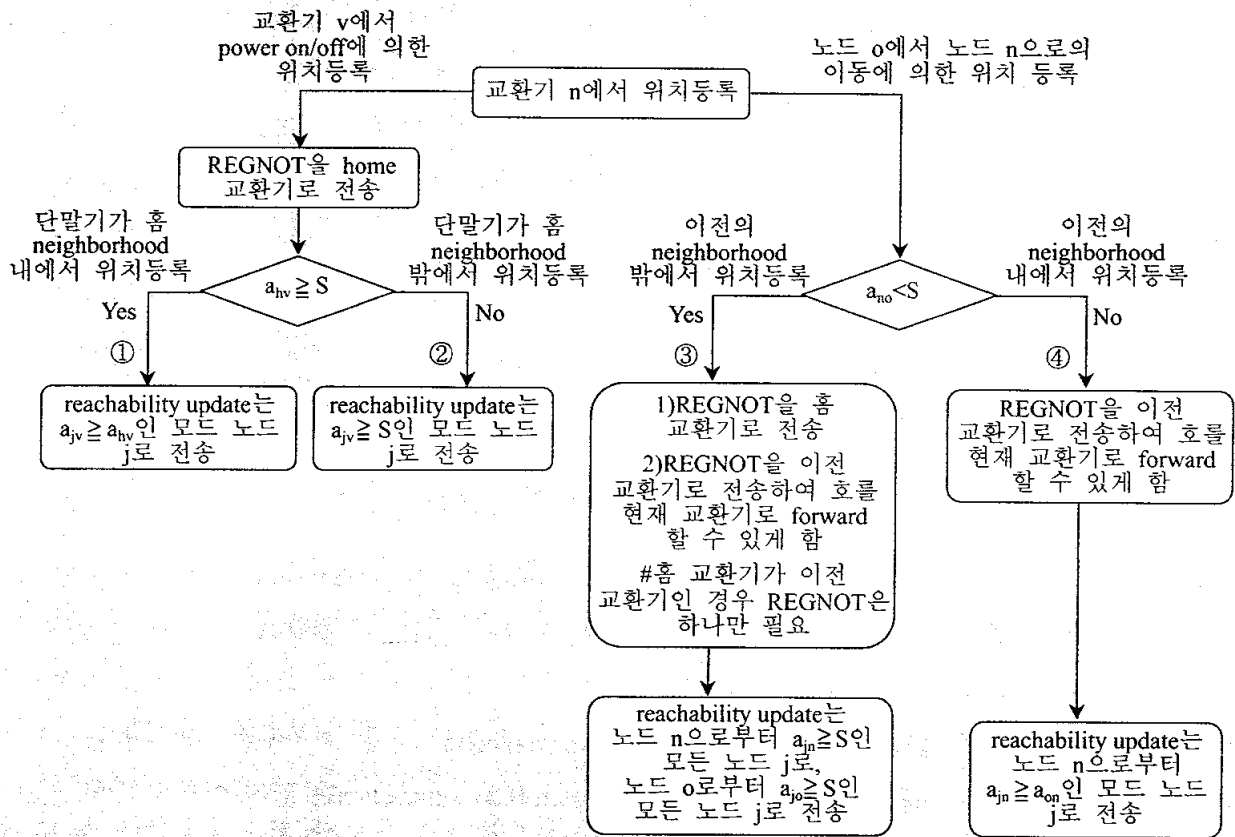 교환기 v에서
power on/off에 의한
위치등록
노드 o에서 노드 n으로의
이동에 의한 위치 등록
교환기 n에서 위치등록
REGNOT을 home
교환기로 전송
단말기가 홈
neighborhood
내에서 위치등록
단말기가 홈
neighborhood
밖에서 위치등록
이전의
neighborhood
밖에서 위치등록
이전의
neighborhood
내에서 위치등록
a_hv ≧ S
a_no<S
Yes
No
Yes
No
①
②
③
④
reachability update는
a_jv ≧ a_hv인 모드 노드
j로 전송
reachability update는
a_jv ≧ S인 모드 노드
j로 전송
1)REGNOT을 홈
교환기로 전송
2)REGNOT을 이전
교환기로 전송하여 호를
현재 교환기로 forward
할 수 있게 함
#홈 교환기가 이전
교환기인 경우 REGNOT은
하나만 필요
REGNOT을 이전
교환기로 전송하여 호를
현재 교환기로 forward
할 수 있게 함
reachability update는
노드 n으로부터 a_jn≧S인
모든 노드 j로,
노드 o로부터 a_jo≧S인
모든 노드 j로 전송
reachability update는
노드 n으로부터
a_jn ≧ a_on인 모드 노드
j로 전송